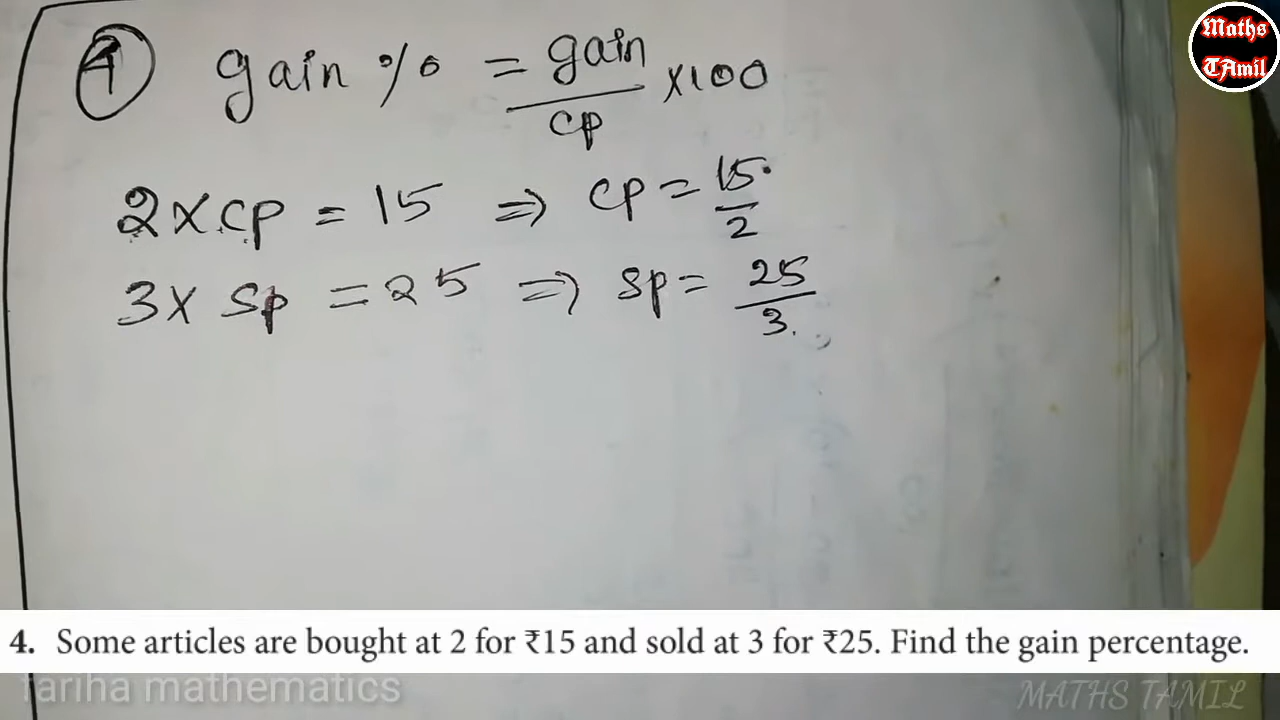 Maths
TAmil
4 gain % = gain/cp ×100
2×cp = 15 ⇒ cp = 15/2
3× sp = 25 ⇒ sp = 25/3
4. Some articles are bought at 2 for ₹15 and sold at 3 for ₹25. Find the gain percentage.
fariha mathematics
MATHS TAMIL